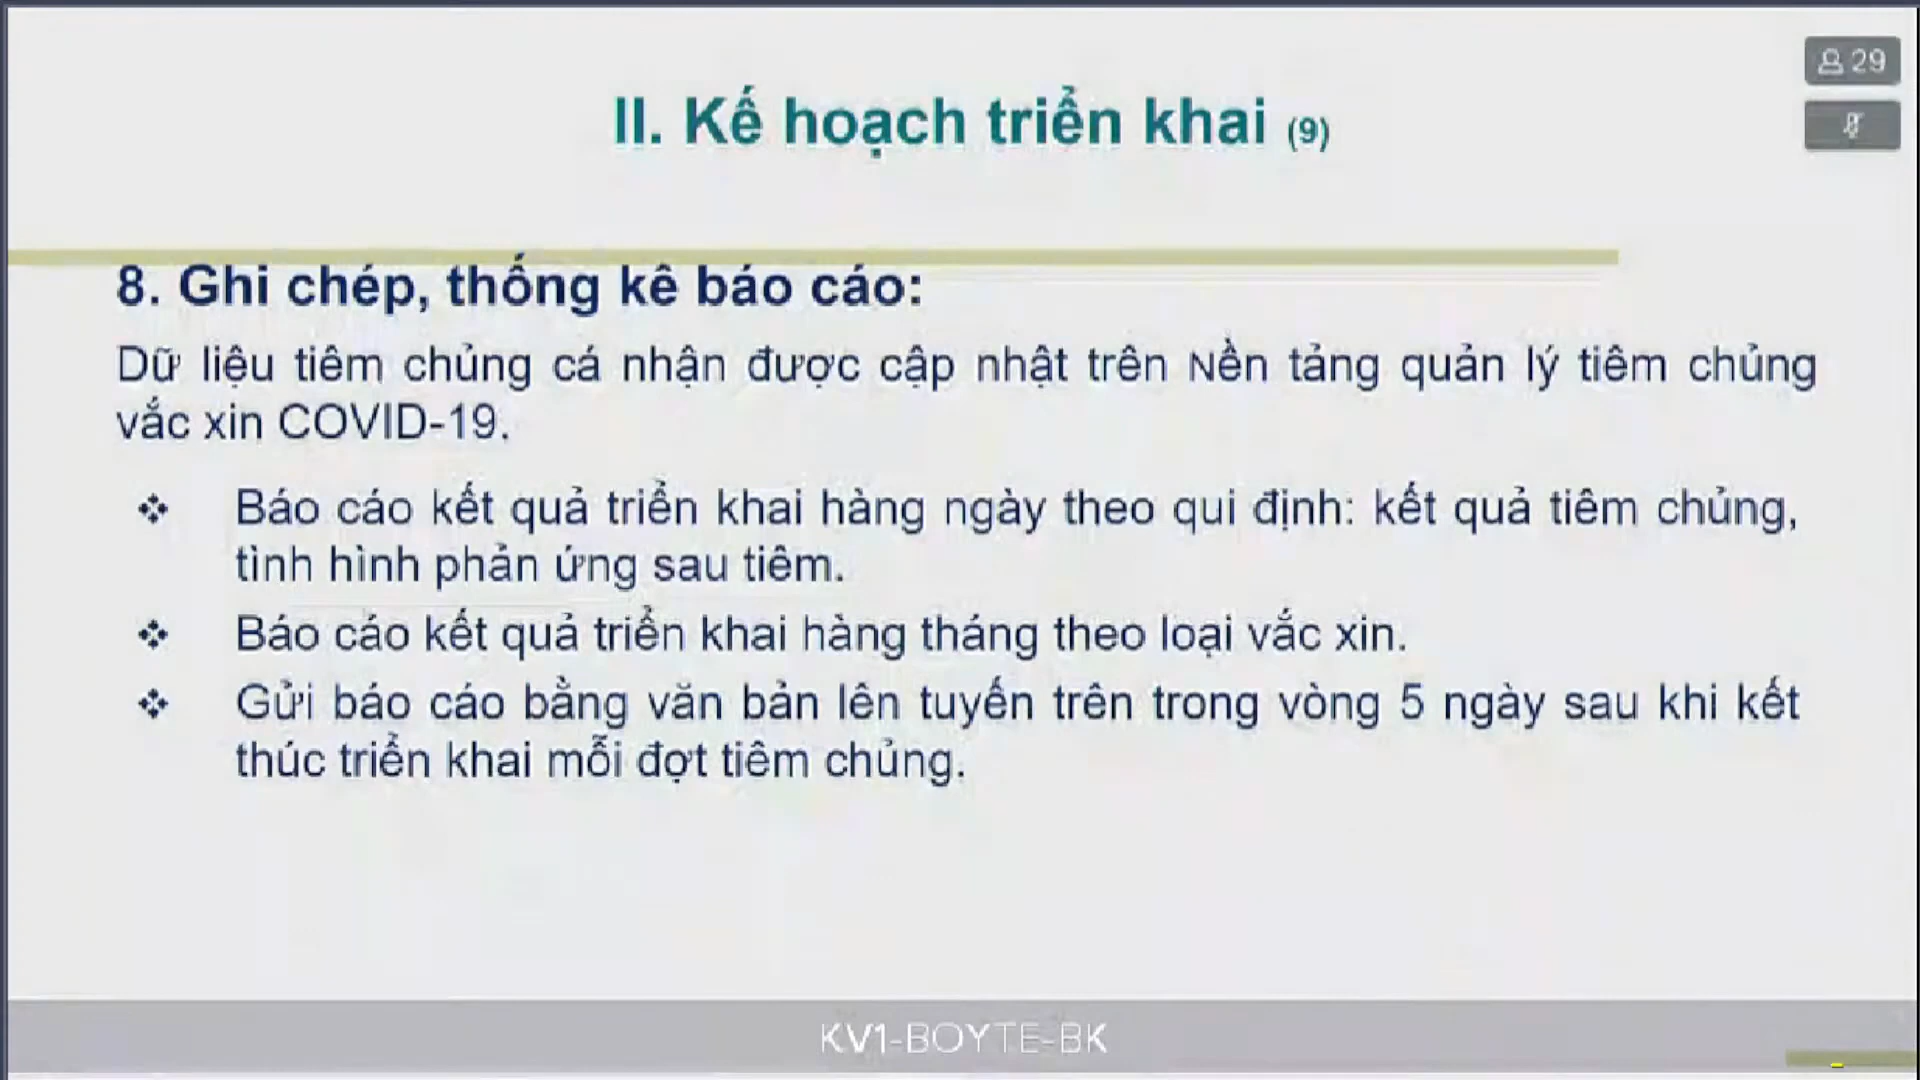 29
II. Kế hoạch triển khai (9)
8. Ghi chép, thống kê báo cáo:
Dữ liệu tiêm chủng cá nhận được cập nhật trên Nền tảng quản lý tiêm chủng
vắc xin COVID-19.
❖ Báo cáo kết quả triển khai hàng ngày theo qui định: kết quả tiêm chủng,
tình hình phản ứng sau tiêm.
❖ Báo cáo kết quả triển khai hàng tháng theo loại vắc xin.
❖ Gửi báo cáo bằng văn bản lên tuyến trên trong vòng 5 ngày sau khi kết
thúc triển khai mỗi đợt tiêm chủng.
KV1-BOYTE-BK